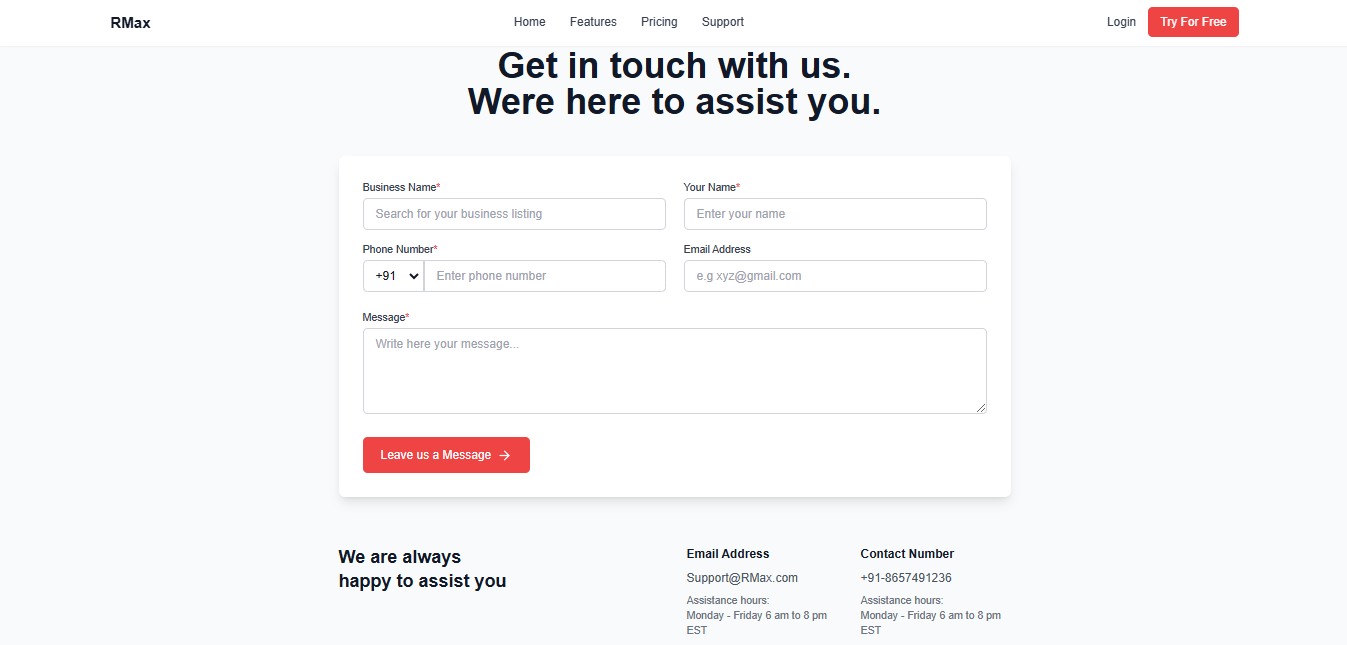 RMax
Home Features Pricing Support
Login Try For Free
Get in touch with us.
Were here to assist you.
Business Name* Your Name*
Search for your business listing Enter your name
Phone Number* Email Address
+91 Enter phone number e.g xyz@gmail.com
Message*
Write here your message...
Leave us a Message →
We are always
happy to assist you
Email Address
Support@RMax.com
Assistance hours:
Monday - Friday 6 am to 8 pm
EST
Contact Number
+91-8657491236
Assistance hours:
Monday - Friday 6 am to 8 pm
EST